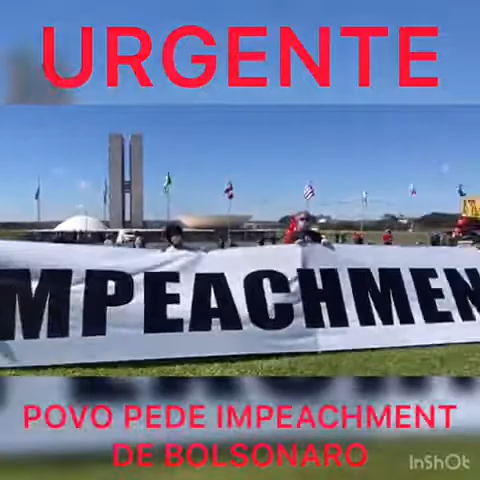 URGENTE
MPEACHMEN
POVO PEDE IMPEACHMENT
DE BOLSONARO
InShOt